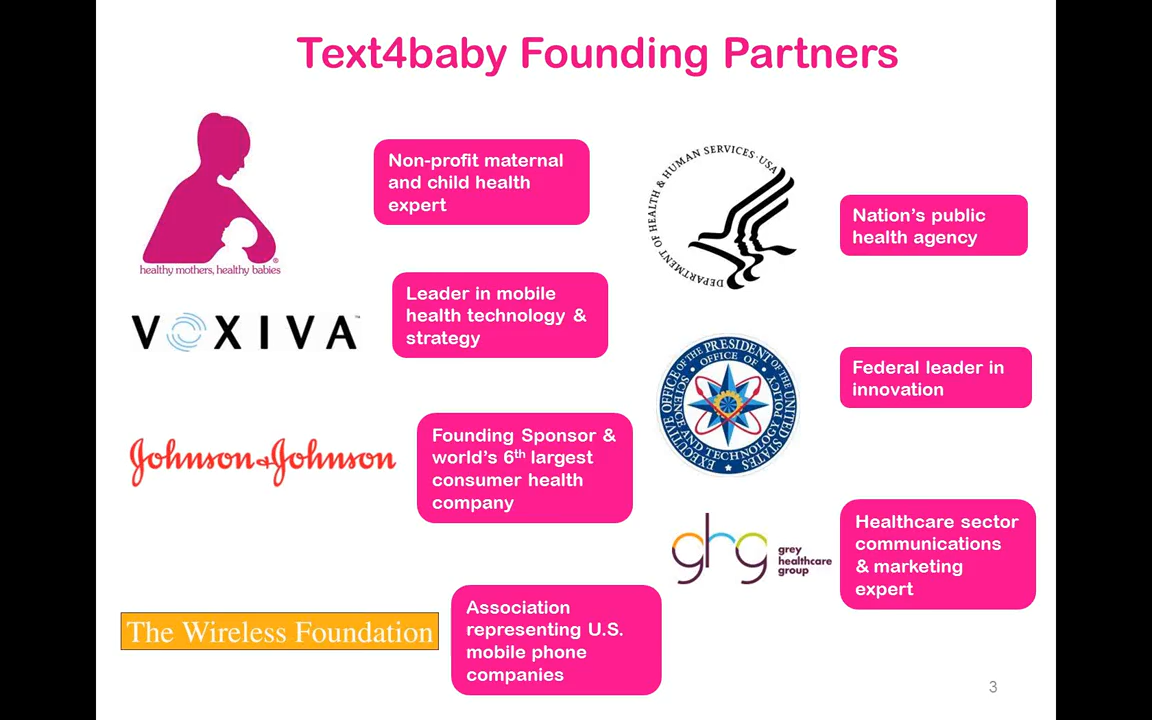 Text4baby Founding Partners
healthy mothers, healthy babies®
Non-profit maternal
and child health
expert
VOXIVA™
Leader in mobile
health technology &
strategy
Johnson & Johnson
Founding Sponsor &
world's 6th largest
consumer health
company
The Wireless Foundation
Association
representing U.S.
mobile phone
companies
DEPARTMENT OF HEALTH & HUMAN SERVICES·USA
Nation's public
health agency
EXECUTIVE OFFICE OF THE PRESIDENT OF THE UNITED STATES
OFFICE OF SCIENCE AND TECHNOLOGY POLICY
Federal leader in
innovation
ghg
grey
healthcare
group
Healthcare sector
communications
& marketing
expert
3